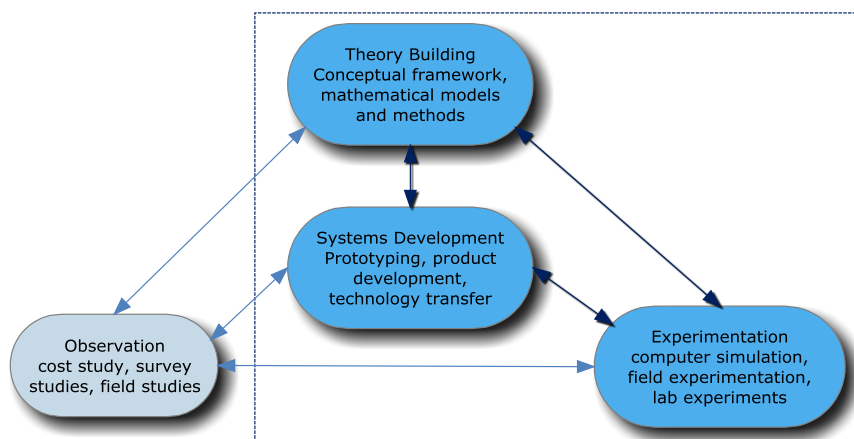 Theory Building
Conceptual framework,
mathematical models
and methods
Systems Development
Prototyping, product
development,
technology transfer
Observation
cost study, survey
studies, field studies
Experimentation
computer simulation,
field experimentation,
lab experiments